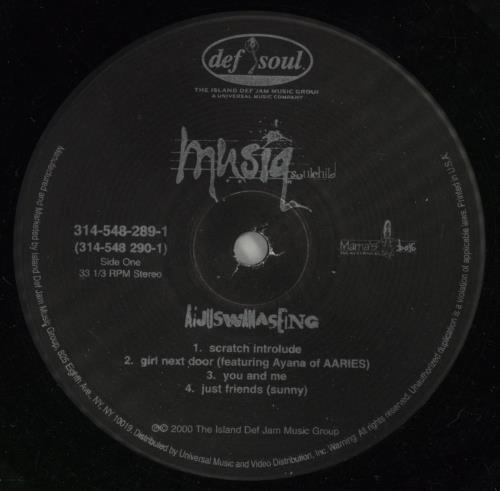 def soul.
THE ISLAND DEF JAM MUSIC GROUP
A UNIVERSAL MUSIC COMPANY
musiq
soulchild
314-548-289-1
(314-548 290-1)
Side One
33 1/3 RPM Stereo
Mama's boys
AIJUSWANASEING
1. scratch introlude
2. girl next door (featuring Ayana of AARIES)
3. you and me
4. just friends (sunny)
℗© 2000 The Island Def Jam Music Group
Manufactured and Marketed by Island Def Jam Music Group, 825 Eighth Ave., NY, NY 10019. Distributed by Universal Music and Video Distribution, Inc. Warning: All rights reserved. Unauthorized duplication is a violation of applicable laws. Printed in U.S.A.